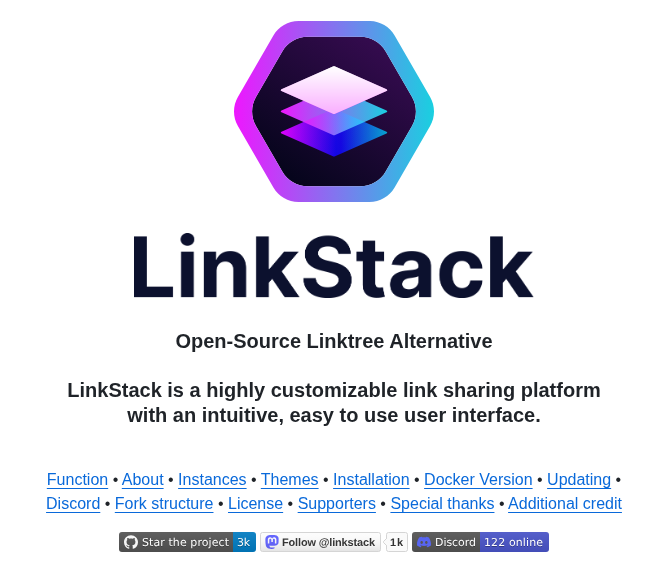 LinkStack
Open-Source Linktree Alternative
LinkStack is a highly customizable link sharing platform
with an intuitive, easy to use user interface.
Function • About • Instances • Themes • Installation • Docker Version • Updating •
Discord • Fork structure • License • Supporters • Special thanks • Additional credit
Star the project 3k Follow @linkstack 1k Discord 122 online